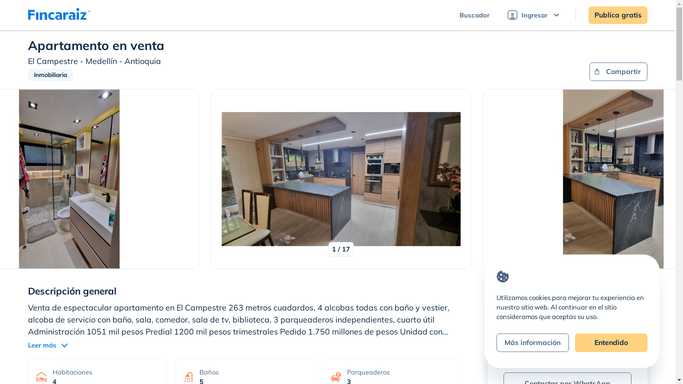 Fincaraiz
Buscador
Ingresar
Publica gratis
Apartamento en venta
El Campestre - Medellín - Antioquia
Inmobiliaria
Compartir
1 / 17
Descripción general
Venta de espectacular apartamento en El Campestre 263 metros cuardados, 4 alcobas todas con baño y vestier,
alcoba de servicio con baño, sala, comedor, sala de tv, biblioteca, 3 parqueaderos independientes, cuarto útil
Administración 1051 mil pesos Predial 1200 mil pesos trimestrales Pedido 1.750 millones de pesos Unidad con...
Leer más
Habitaciones
4
Baños
5
Parqueaderos
3
Utilizamos cookies para mejorar tu experiencia en
nuestro sitio web. Al continuar en el sitio
consideramos que aceptas su uso.
Más información
Entendido
Contactar por WhatsApp